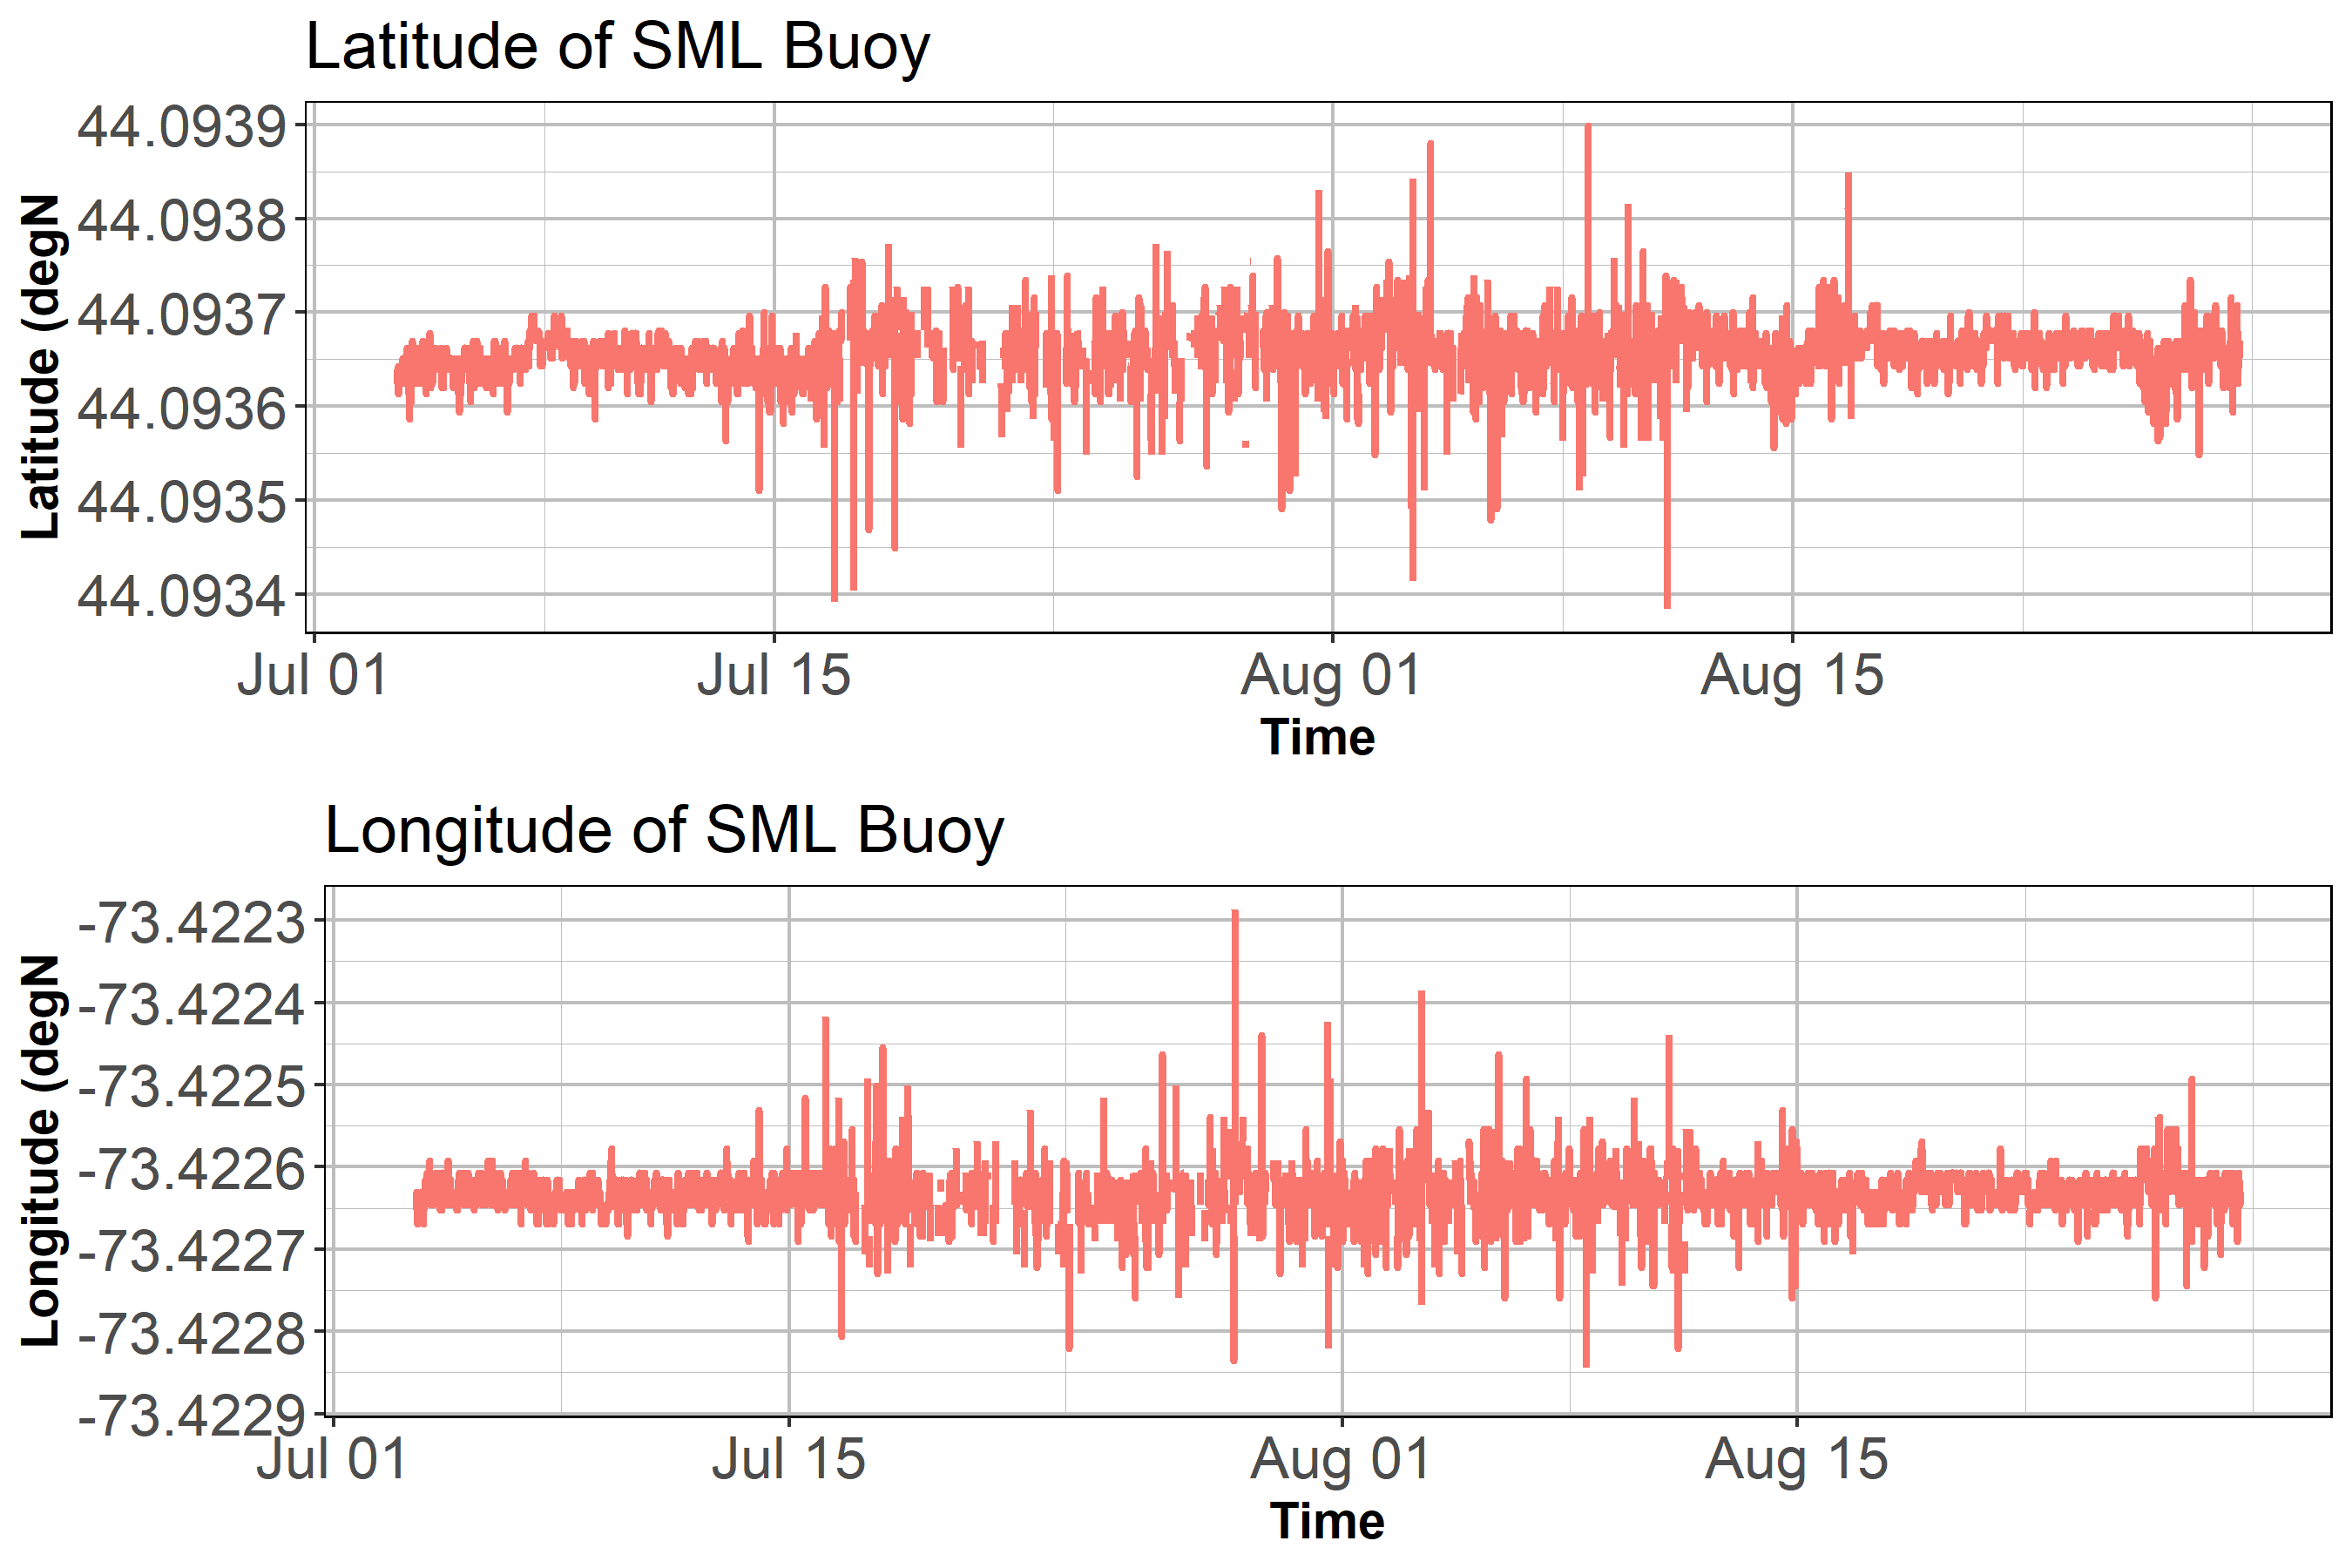 Latitude of SML Buoy
44.0939
44.0938
44.0937
44.0936
44.0935
44.0934
Latitude (degN
Jul 01 Jul 15 Aug 01 Aug 15
Time
Longitude of SML Buoy
-73.4223
-73.4224
-73.4225
-73.4226
-73.4227
-73.4228
-73.4229
Longitude (degN
Jul 01 Jul 15 Aug 01 Aug 15
Time